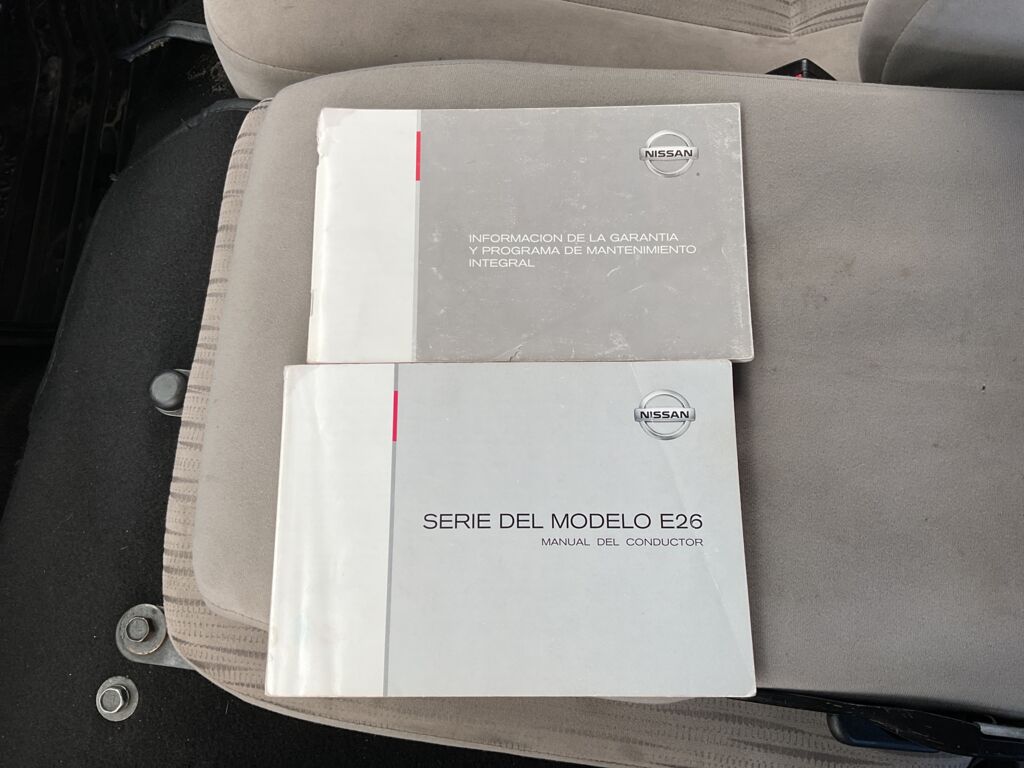 NISSAN
INFORMACION DE LA GARANTIA
Y PROGRAMA DE MANTENIMIENTO
INTEGRAL
NISSAN
SERIE DEL MODELO E26
MANUAL DEL CONDUCTOR